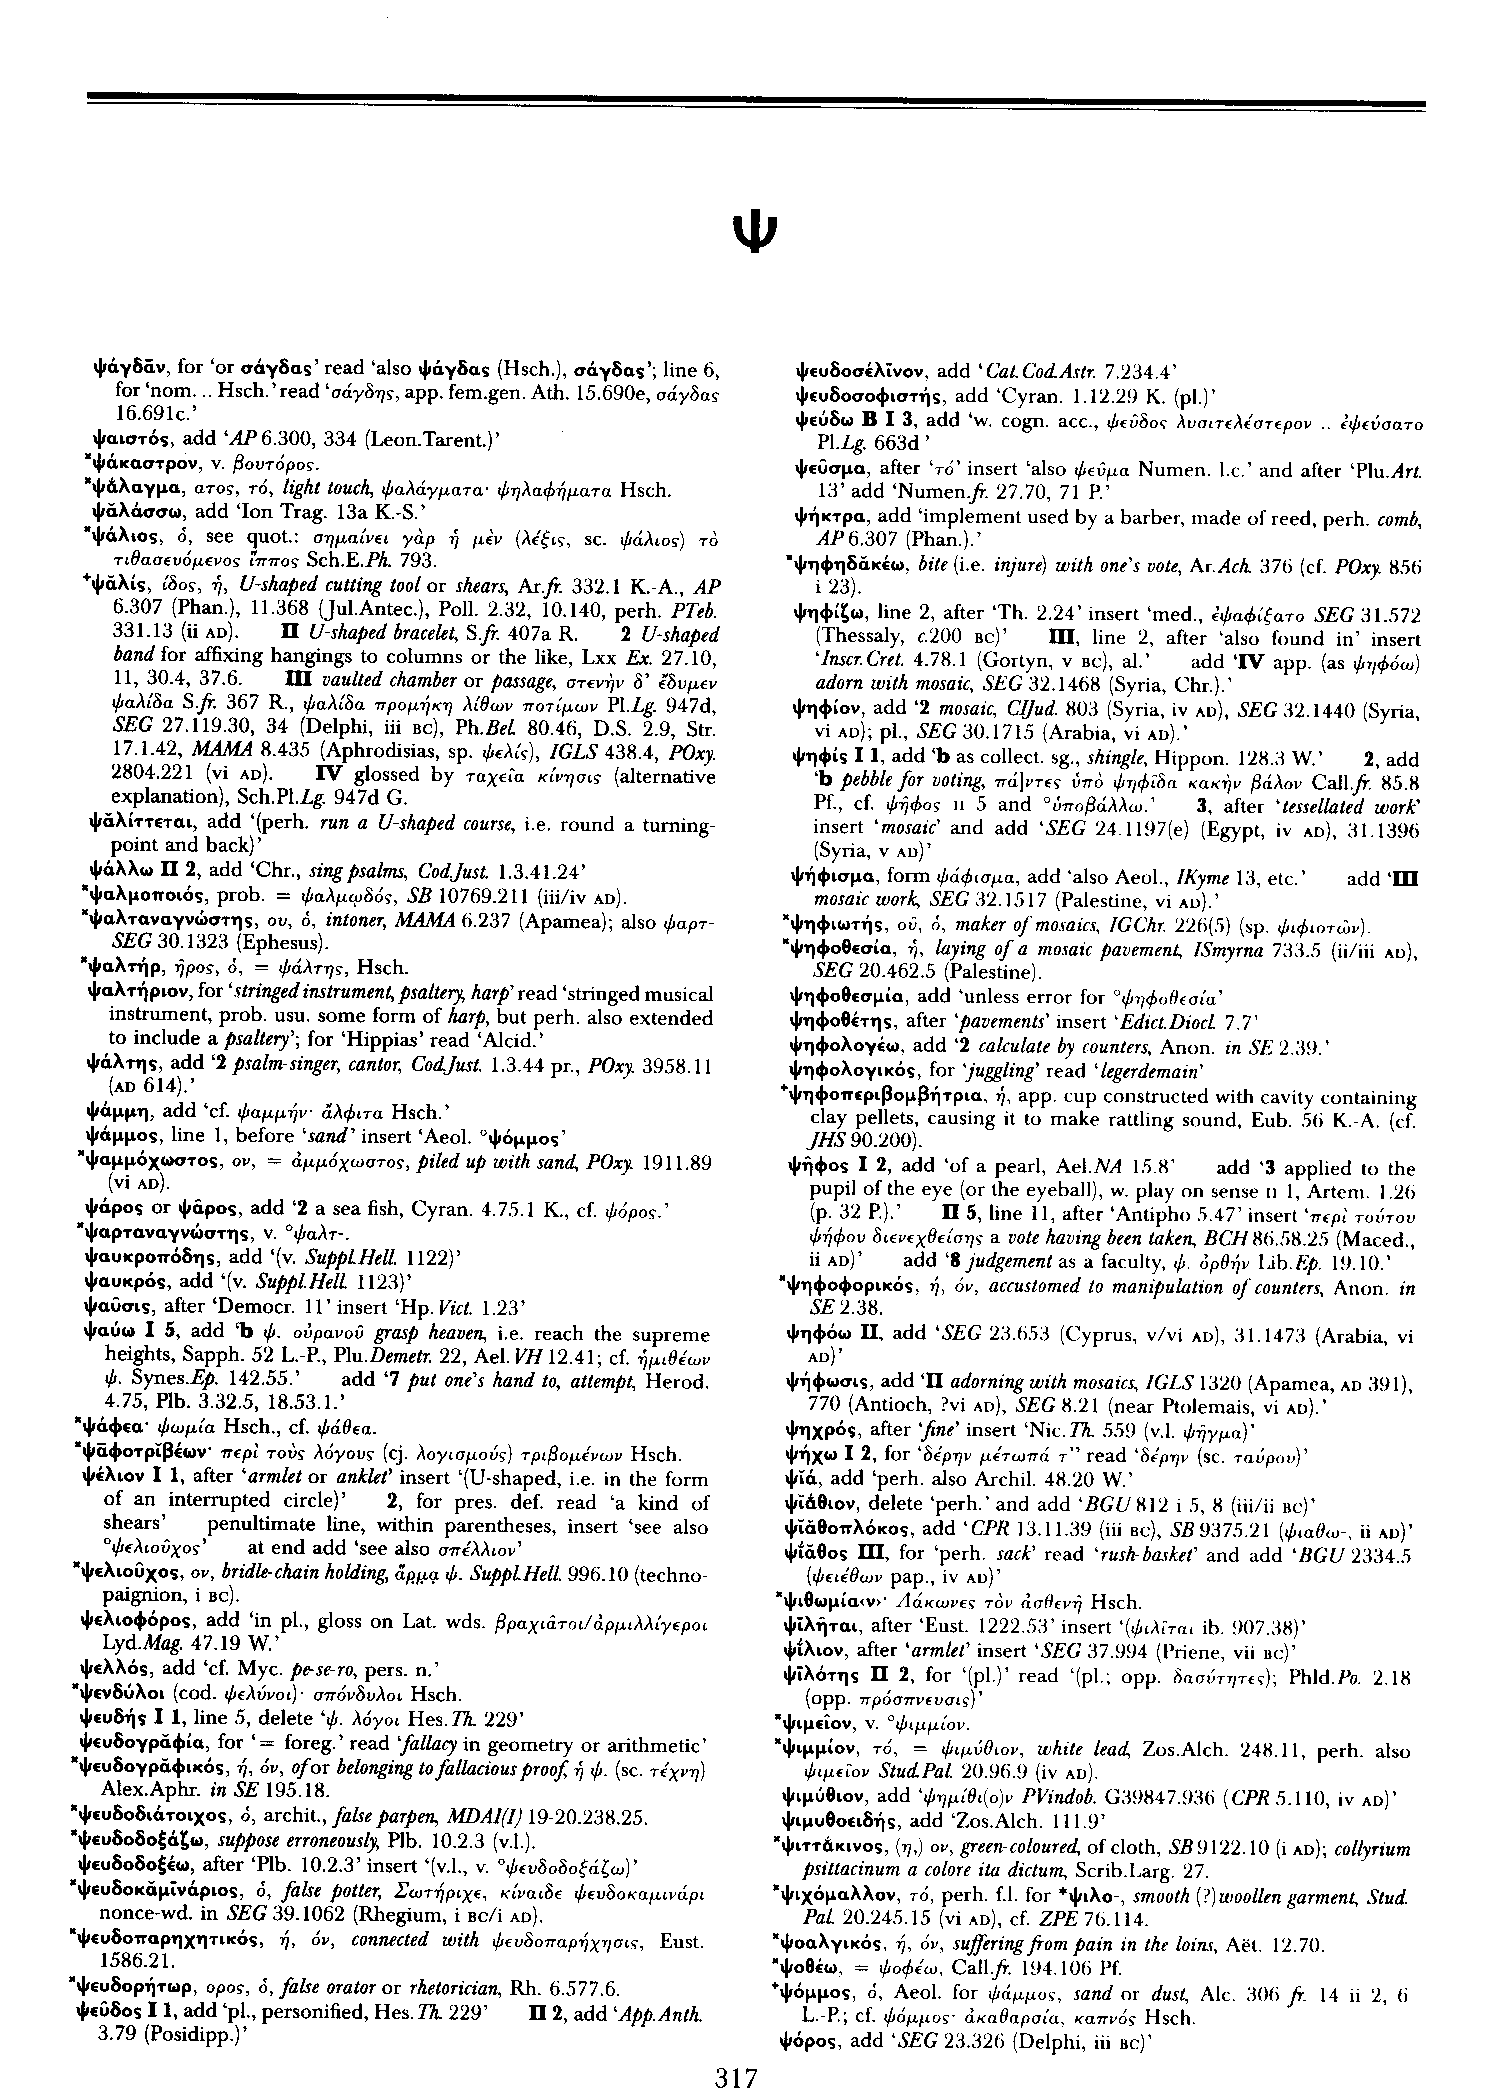 Ψ
ψάγδᾱν, for ‘or σάγδας’ read ‘also ψάγδας (Hsch.), σάγδας’; line 6,
for ‘nom. .. Hsch.’ read ‘σάγδης, app. fem.gen. Ath. 15.690e, σάγδας
16.691c.’
ψαιστός, add ‘AP 6.300, 334 (Leon.Tarent.)’
*ψάκαστρον, v. βουτόρος.
*ψάλαγμα, ατος, τό, light touch, ψαλάγματα· ψηλαφήματα Hsch.
ψᾰλάσσω, add ‘Ion Trag. 13a K.-S.’
*ψάλιος, ὁ, see quot.: σημαίνει γὰρ ἡ μὲν (λέξις, sc. ψάλιος) τὸ
τιθασευόμενος ἵππος Sch.E.Ph. 793.
⁺ψᾰλίς, ίδος, ἡ, U-shaped cutting tool or shears, Ar.fr. 332.1 K.-A., AP
6.307 (Phan.), 11.368 (Jul.Antec.), Poll. 2.32, 10.140, perh. PTeb.
331.13 (ii AD). II U-shaped bracelet, S.fr. 407a R. 2 U-shaped
band for affixing hangings to columns or the like, Lxx Ex. 27.10,
11, 30.4, 37.6. III vaulted chamber or passage, στενὴν δ’ ἔδυμεν
ψαλίδα S.fr. 367 R., ψαλίδα προμήκη λίθων ποτίμων Pl.Lg. 947d,
SEG 27.119.30, 34 (Delphi, iii BC), Ph.Bel. 80.46, D.S. 2.9, Str.
17.1.42, MAMA 8.435 (Aphrodisias, sp. ψελίς), IGLS 438.4, POxy.
2804.221 (vi AD). IV glossed by ταχεῖα κίνησις (alternative
explanation), Sch.Pl.Lg. 947d G.
ψᾰλίττεται, add ‘(perh. run a U-shaped course, i.e. round a turning-
point and back)’
ψάλλω II 2, add ‘Chr., sing psalms, Cod.Just. 1.3.41.24’
*ψαλμοποιός, prob. = ψαλμῳδός, SB 10769.211 (iii/iv AD).
*ψαλταναγνώστης, ου, ὁ, intoner, MAMA 6.237 (Apamea); also ψαρτ-
SEG 30.1323 (Ephesus).
*ψαλτήρ, ῆρος, ὁ, = ψάλτης, Hsch.
ψαλτήριον, for ‘stringed instrument, psaltery, harp’ read ‘stringed musical
instrument, prob. usu. some form of harp, but perh. also extended
to include a psaltery’; for ‘Hippias’ read ‘Alcid.’
ψάλτης, add ‘2 psalm-singer, cantor, Cod.Just. 1.3.44 pr., POxy. 3958.11
(AD 614).’
ψάμμη, add ‘cf. ψαμμήν· ἄλφιτα Hsch.’
ψάμμος, line 1, before ‘sand’ insert ‘Aeol. °ψόμμος’
*ψαμμόχωστος, ον, = ἀμμόχωστος, piled up with sand, POxy. 1911.89
(vi AD).
ψάρος or ψᾶρος, add ‘2 a sea fish, Cyran. 4.75.1 K., cf. ψόρος.’
*ψαρταναγνώστης, v. °ψαλτ-.
ψαυκροπόδης, add ‘(v. Suppl.Hell. 1122)’
ψαυκρός, add ‘(v. Suppl.Hell. 1123)’
ψαῦσις, after ‘Democr. 11’ insert ‘Hp.Vict. 1.23’
ψαύω I 5, add ‘b ψ. οὐρανοῦ grasp heaven, i.e. reach the supreme
heights, Sapph. 52 L.-P., Plu.Demetr. 22, Ael.VH 12.41; cf. ἡμιθέων
ψ. Synes.Ep. 142.55.’ add ‘7 put one’s hand to, attempt, Herod.
4.75, Plb. 3.32.5, 18.53.1.’
*ψάφεα· ψωμία Hsch., cf. ψάθεα.
*ψᾱφοτρῐβέων· περὶ τοὺς λόγους (cj. λογισμούς) τριβομένων Hsch.
ψέλιον I 1, after ‘armlet or anklet’ insert ‘(U-shaped, i.e. in the form
of an interrupted circle)’ 2, for pres. def. read ‘a kind of
shears’ penultimate line, within parentheses, insert ‘see also
°ψελιοῦχος’ at end add ‘see also σπέλλιον’
*ψελιοῦχος, ον, bridle-chain holding, ἅρμᾳ ψ. Suppl.Hell. 996.10 (techno-
paignion, i BC).
ψελιοφόρος, add ‘in pl., gloss on Lat. wds. βραχιᾶτοι/ἀρμιλλίγεροι
Lyd.Mag. 47.19 W.’
ψελλός, add ‘cf. Myc. pe-se-ro, pers. n.’
*ψενδύλοι (cod. ψελύνοι)· σπόνδυλοι Hsch.
ψευδής I 1, line 5, delete ‘ψ. λόγοι Hes.Th. 229’
ψευδογρᾰφία, for ‘= foreg.’ read ‘fallacy in geometry or arithmetic’
*ψευδογρᾰφικός, ή, όν, of or belonging to fallacious proof, ἡ ψ. (sc. τέχνη)
Alex.Aphr. in SE 195.18.
*ψευδοδιάτοιχος, ὁ, archit., false parpen, MDAI(I) 19-20.238.25.
*ψευδοδοξάζω, suppose erroneously, Plb. 10.2.3 (v.l.).
ψευδοδοξέω, after ‘Plb. 10.2.3’ insert ‘(v.l., v. °ψευδοδοξάζω)’
*ψευδοκᾰμῑνάριος, ὁ, false potter, Σωτήριχε, κίναιδε ψευδοκαμινάρι
nonce-wd. in SEG 39.1062 (Rhegium, i BC/i AD).
*ψευδοπαρηχητικός, ή, όν, connected with ψευδοπαρήχησις, Eust.
1586.21.
*ψευδορήτωρ, ορος, ὁ, false orator or rhetorician, Rh. 6.577.6.
ψεῦδος I 1, add ‘pl., personified, Hes.Th. 229’ II 2, add ‘App.Anth.
3.79 (Posidipp.)’
ψευδοσέλῑνον, add ‘Cat.Cod.Astr. 7.234.4’
ψευδοσοφιστής, add ‘Cyran. 1.12.29 K. (pl.)’
ψεύδω B I 3, add ‘w. cogn. acc., ψεῦδος λυσιτελέστερον .. ἐψεύσατο
Pl.Lg. 663d’
ψεῦσμα, after ‘τό’ insert ‘also ψεῦμα Numen. l.c.’ and after ‘Plu.Art.
13’ add ‘Numen.fr. 27.70, 71 P.’
ψήκτρα, add ‘implement used by a barber, made of reed, perh. comb,
AP 6.307 (Phan.).’
*ψηφηδᾰκέω, bite (i.e. injure) with one’s vote, Ar.Ach. 376 (cf. POxy. 856
i 23).
ψηφίζω, line 2, after ‘Th. 2.24’ insert ‘med., ἐψαφίξατο SEG 31.572
(Thessaly, c.200 BC)’ III, line 2, after ‘also found in’ insert
‘Inscr.Cret. 4.78.1 (Gortyn, v BC), al.’ add ‘IV app. (as ψηφόω)
adorn with mosaic, SEG 32.1468 (Syria, Chr.).’
ψηφίον, add ‘2 mosaic, CIJud. 803 (Syria, iv AD), SEG 32.1440 (Syria,
vi AD); pl., SEG 30.1715 (Arabia, vi AD).’
ψηφίς I 1, add ‘b as collect. sg., shingle, Hippon. 128.3 W.’ 2, add
‘b pebble for voting, πά]ντες ὑπὸ ψηφῖδα κακὴν βάλον Call.fr. 85.8
Pf., cf. ψῆφος II 5 and °ὑποβάλλω.’ 3, after ‘tessellated work’
insert ‘mosaic’ and add ‘SEG 24.1197(e) (Egypt, iv AD), 31.1396
(Syria, v AD)’
ψήφισμα, form ψάφισμα, add ‘also Aeol., IKyme 13, etc.’ add ‘III
mosaic work, SEG 32.1517 (Palestine, vi AD).’
*ψηφιωτής, οῦ, ὁ, maker of mosaics, IGChr. 226(5) (sp. ψιφιοτῶν).
*ψηφοθεσία, ἡ, laying of a mosaic pavement, ISmyrna 733.5 (ii/iii AD),
SEG 20.462.5 (Palestine).
ψηφοθεσμία, add ‘unless error for °ψηφοθεσία’
ψηφοθέτης, after ‘pavements’ insert ‘Edict.Diocl. 7.7’
ψηφολογέω, add ‘2 calculate by counters, Anon. in SE 2.39.’
ψηφολογικός, for ‘juggling’ read ‘legerdemain’
⁺ψηφοπεριβομβήτρια, ἡ, app. cup constructed with cavity containing
clay pellets, causing it to make rattling sound, Eub. 56 K.-A. (cf.
JHS 90.200).
ψῆφος I 2, add ‘of a pearl, Ael.NA 15.8’ add ‘3 applied to the
pupil of the eye (or the eyeball), w. play on sense II 1, Artem. 1.26
(p. 32 P.).’ II 5, line 11, after ‘Antipho 5.47’ insert ‘περὶ τούτου
ψήφου διενεχθείσης a vote having been taken, BCH 86.58.25 (Maced.,
ii AD)’ add ‘8 judgement as a faculty, ψ. ὀρθήν Lib.Ep. 19.10.’
*ψηφοφορικός, ή, όν, accustomed to manipulation of counters, Anon. in
SE 2.38.
ψηφόω II, add ‘SEG 23.653 (Cyprus, v/vi AD), 31.1473 (Arabia, vi
AD)’
ψήφωσις, add ‘II adorning with mosaics, IGLS 1320 (Apamea, AD 391),
770 (Antioch, ?vi AD), SEG 8.21 (near Ptolemais, vi AD).’
ψηχρός, after ‘fine’ insert ‘Nic.Th. 559 (v.l. ψῆγμα)’
ψήχω I 2, for ‘δέρην μέτωπά τ’’ read ‘δέρην (sc. ταύρου)’
ψῐά, add ‘perh. also Archil. 48.20 W.’
ψῐάθιον, delete ‘perh.’ and add ‘BGU 812 i 5, 8 (iii/ii BC)’
ψῐαθοπλόκος, add ‘CPR 13.11.39 (iii BC), SB 9375.21 (ψιαθω-, ii AD)’
ψίαθος III, for ‘perh. sack’ read ‘rush-basket’ and add ‘BGU 2334.5
(ψειέθων pap., iv AD)’
*ψιθωμία‹ν›· Λάκωνες τὸν ἀσθενῆ Hsch.
ψῑλῆται, after ‘Eust. 1222.53’ insert ‘(ψιλῖται ib. 907.38)’
ψίλιον, after ‘armlet’ insert ‘SEG 37.994 (Priene, vii BC)’
ψῑλότης II 2, for ‘(pl.)’ read ‘(pl.; opp. δασύτητες); Phld.Po. 2.18
(opp. πρόσπνευσις)’
*ψιμεῖον, v. °ψιμμίον.
*ψιμμίον, τό, = ψιμύθιον, white lead, Zos.Alch. 248.11, perh. also
ψιμεῖον Stud.Pal. 20.96.9 (iv AD).
ψιμύθιον, add ‘ψημίθι(ο)ν PVindob. G39847.936 (CPR 5.110, iv AD)’
ψιμυθοειδής, add ‘Zos.Alch. 111.9’
*ψιττάκινος, (η,) ον, green-coloured, of cloth, SB 9122.10 (i AD); collyrium
psittacinum a colore ita dictum, Scrib.Larg. 27.
*ψιχόμαλλον, τό, perh. f.l. for *ψιλο-, smooth (?) woollen garment, Stud.
Pal. 20.245.15 (vi AD), cf. ZPE 76.114.
*ψοαλγικός, ή, όν, suffering from pain in the loins, Aët. 12.70.
*ψοθέω, = ψοφέω, Call.fr. 194.106 Pf.
⁺ψόμμος, ὁ, Aeol. for ψάμμος, sand or dust, Alc. 306 fr. 14 ii 2, 6
L.-P.; cf. ψόμμος· ἀκαθαρσία, καπνός Hsch.
ψόρος, add ‘SEG 23.326 (Delphi, iii BC)’
317